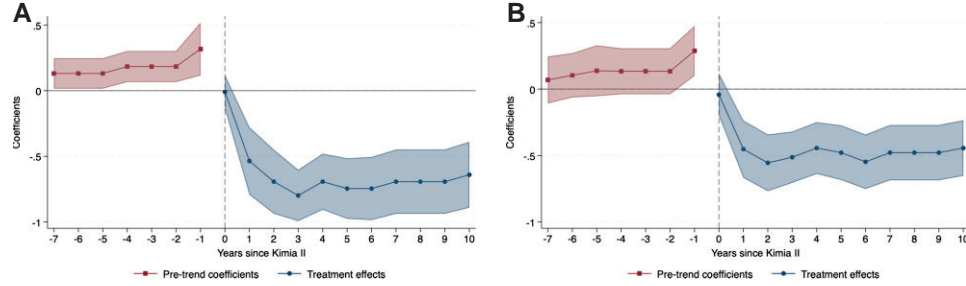 A
.5
0
-.5
-1
Coefficients
-7 -6 -5 -4 -3 -2 -1 0 1 2 3 4 5 6 7 8 9 10
Years since Kimia II
Pre-trend coefficients Treatment effects
B
.5
0
-.5
-1
Coefficients
-7 -6 -5 -4 -3 -2 -1 0 1 2 3 4 5 6 7 8 9 10
Years since Kimia II
Pre-trend coefficients Treatment effects